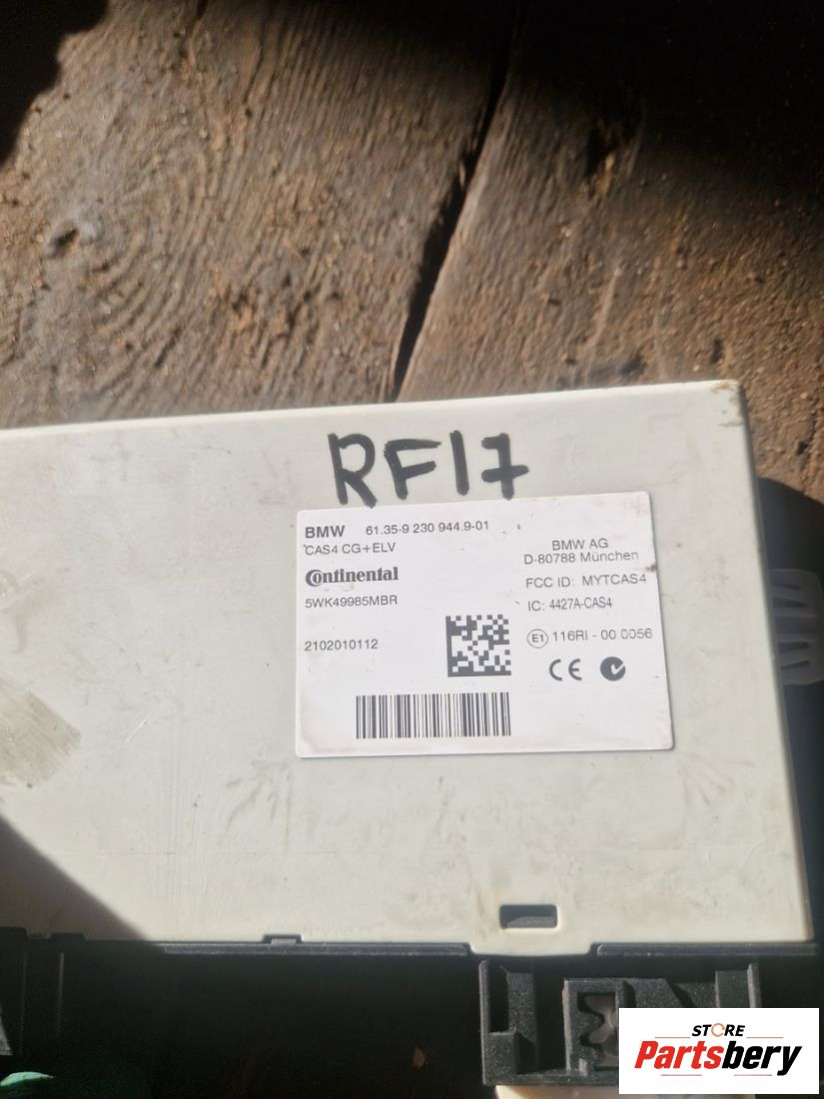 RF17
BMW 61.35-9 230 944.9-01
CAS4 CG+ELV
Continental
5WK49985MBR
2102010112
BMW AG
D-80788 München
FCC ID: MYTCAS4
IC: 4427A-CAS4
E1 116RI - 00 0056
CE
STORE
Partsbery